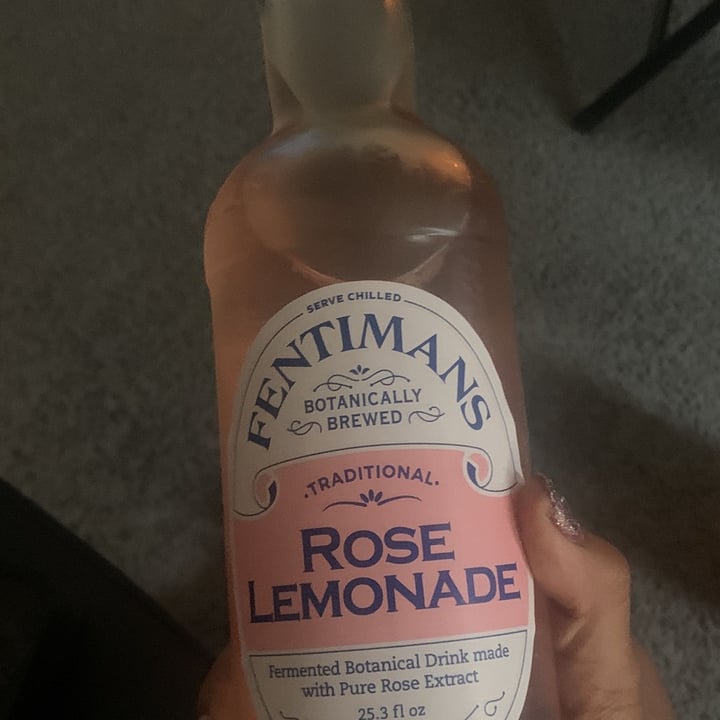 SERVE CHILLED
FENTIMANS
BOTANICALLY
BREWED
·TRADITIONAL·
ROSE
LEMONADE
Fermented Botanical Drink made
with Pure Rose Extract
25.3 fl oz